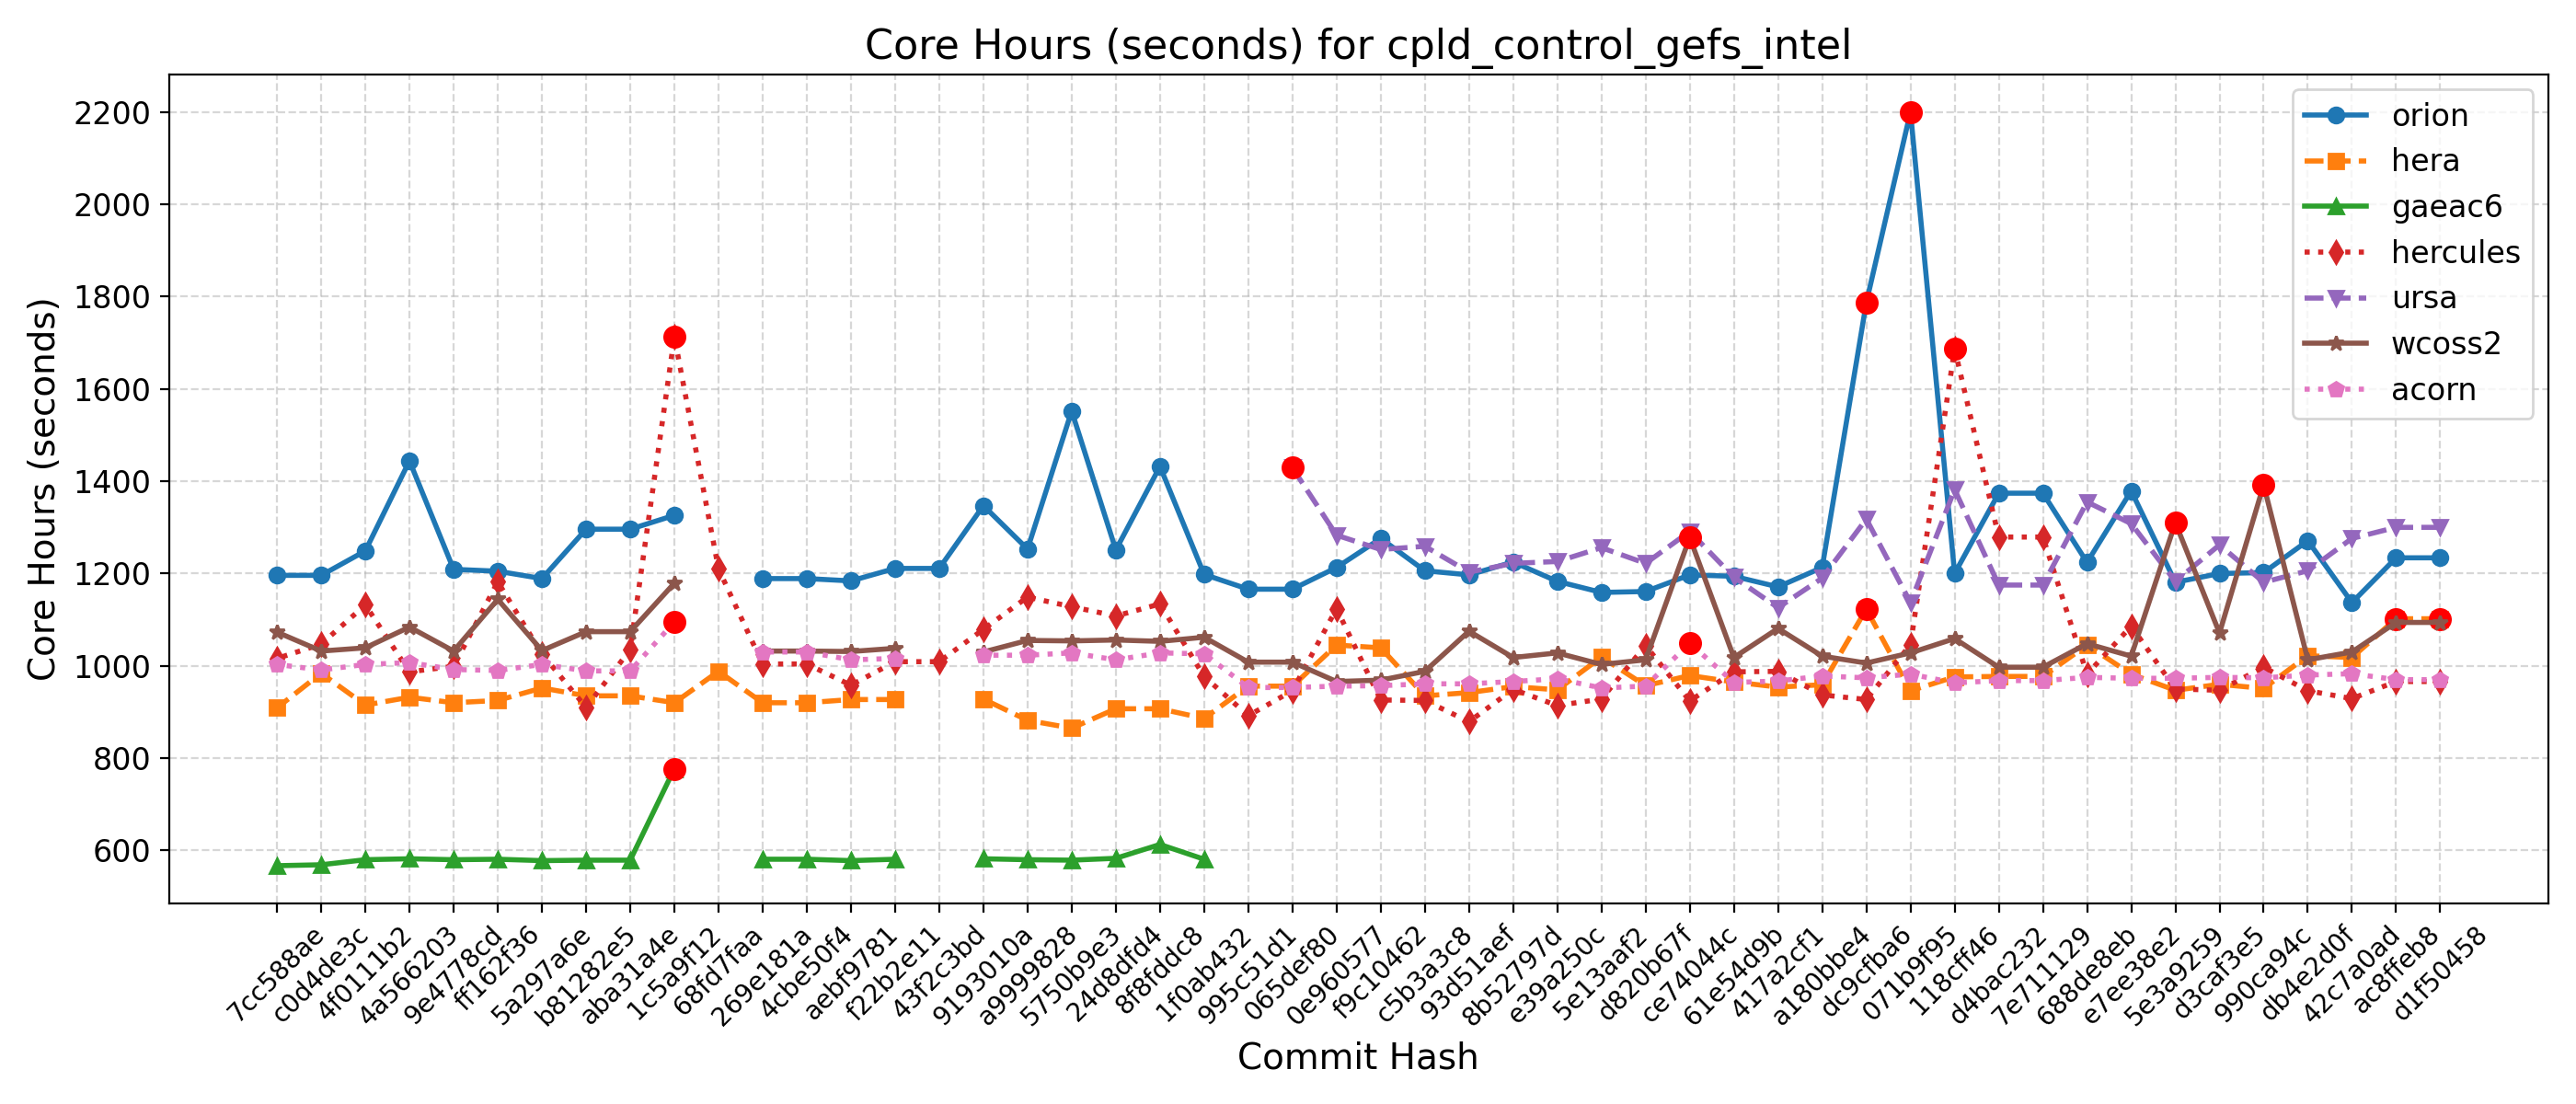 Core Hours (seconds) for cpld_control_gefs_intel
Core Hours (seconds)
2200
2000
1800
1600
1400
1200
1000
800
600
orion
hera
gaeac6
hercules
ursa
wcoss2
acorn
7cc588ae
c0d4de3c
4f0111b2
4a566203
9e4778cd
ff162f36
5a297a6e
b81282e5
aba31a4e
1c5a9f12
68fd7faa
269e181a
4cbe50f4
aebf9781
f22b2e11
43f2c3bd
9193010a
a9999828
5750b9e3
24d8dfd4
8f8fddc8
1f0ab432
995c51d1
065def80
0e960577
f9c10462
c5b3a3c8
93d51aef
8b52797d
e39a250c
5e13aaf2
d820b67f
ce74044c
61e54d9b
417a2cf1
a180bbe4
dc9cfba6
071b9f95
118cff46
d4bac232
7e711129
688de8eb
e7ee38e2
5e3a9259
d3caf3e5
990ca94c
db4e2d0f
42c7a0ad
ac8ffeb8
d1f50458
Commit Hash